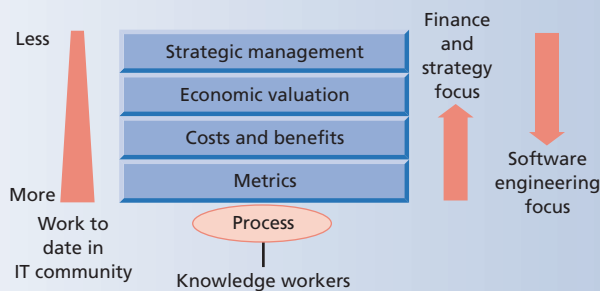 Less
More
Work to
date in
IT community
Strategic management
Economic valuation
Costs and benefits
Metrics
Process
Knowledge workers
Finance
and
strategy
focus
Software
engineering
focus